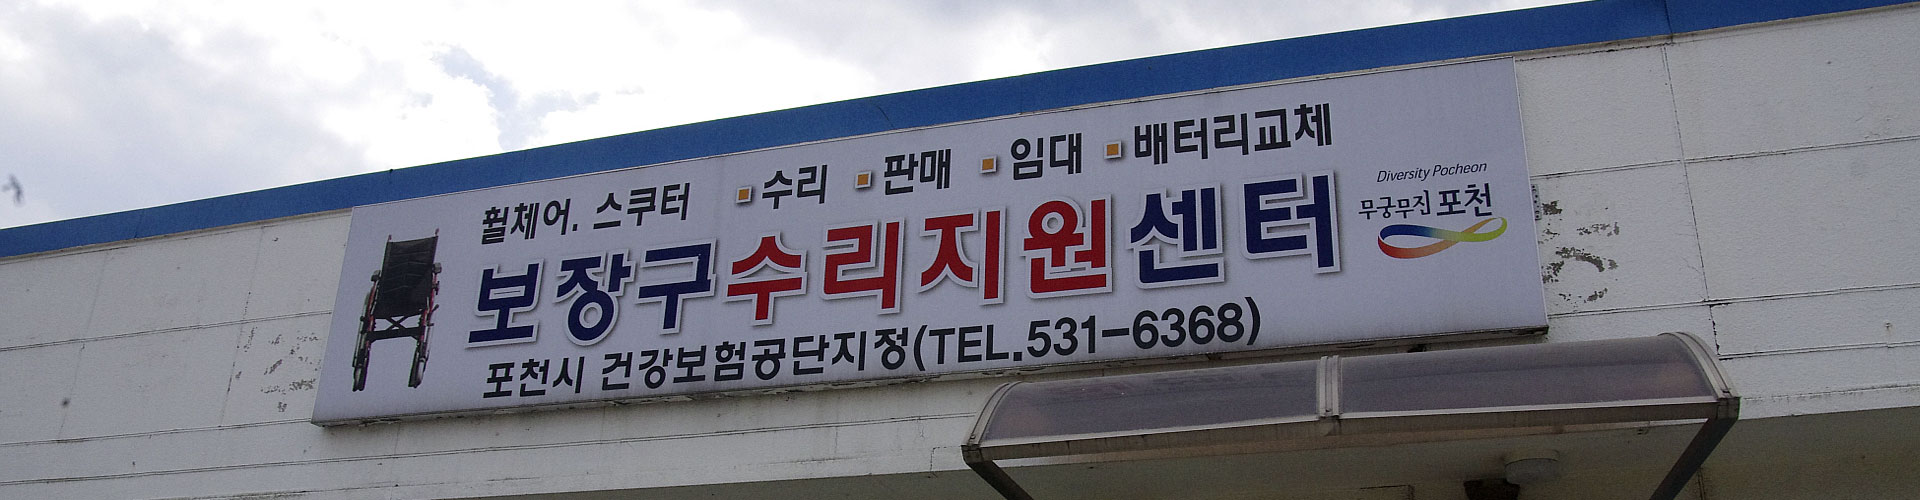 휠체어. 스쿠터 ▪수리 ▪판매 ▪임대 ▪배터리교체
보장구수리지원센터
포천시 건강보험공단지정(TEL.531-6368)
Diversity Pocheon
무궁무진 포천